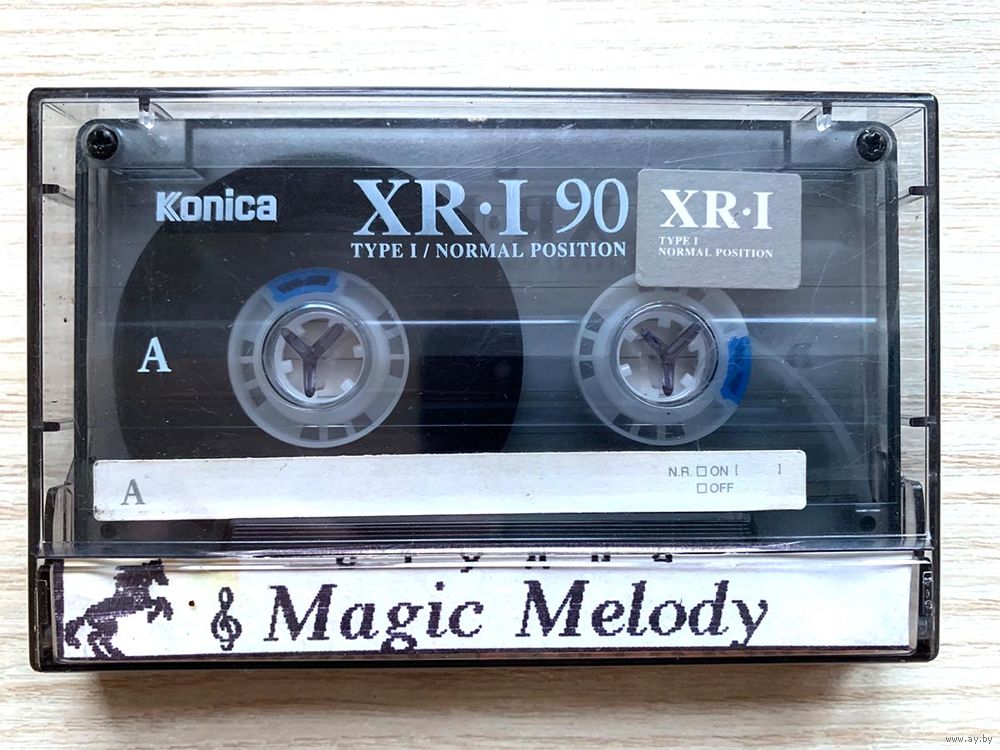 Konica
XR·I 90
TYPE I / NORMAL POSITION
XR·I
TYPE I
NORMAL POSITION
A
A
N.R. □ ON [ ]
□ OFF
Magic Melody
www.ay.by